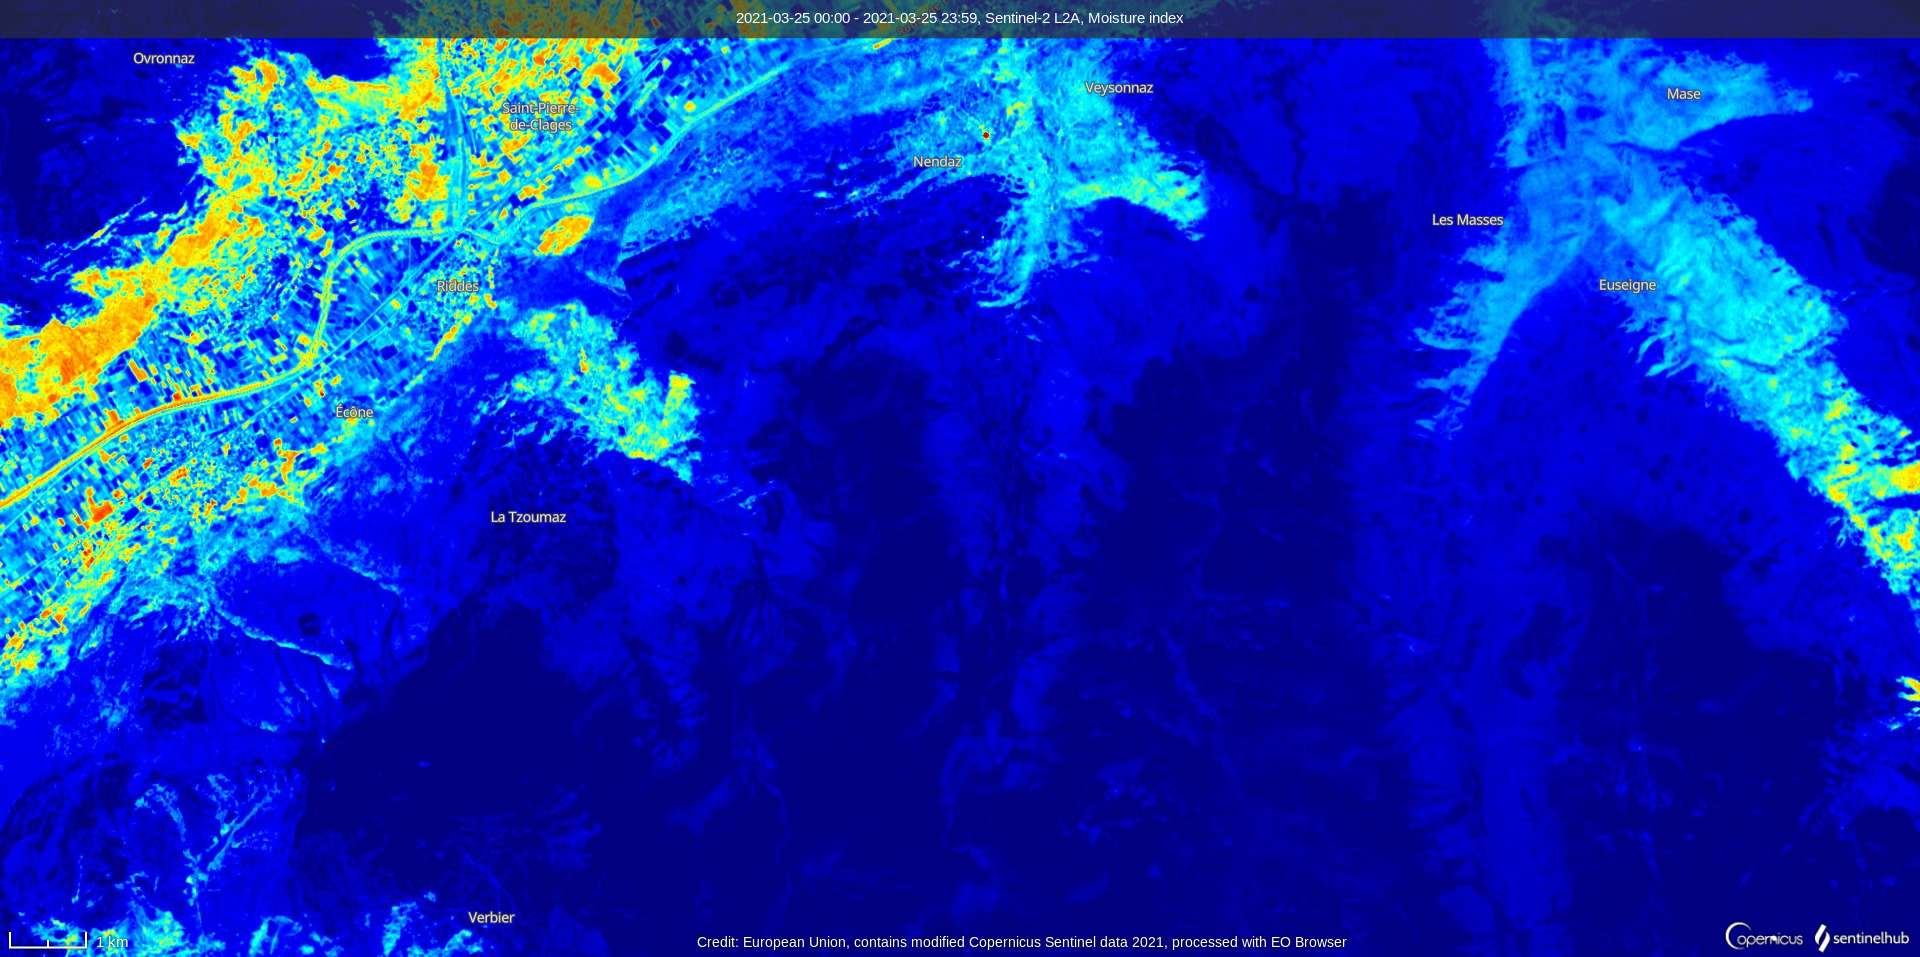 2021-03-25 00:00 - 2021-03-25 23:59, Sentinel-2 L2A, Moisture index
Ovronnaz
Veysonnaz
Mase
Saint-Pierre-
de-Clages
Nendaz
Les Masses
Riddes
Euseigne
Écône
La Tzoumaz
Verbier
1 km
Credit: European Union, contains modified Copernicus Sentinel data 2021, processed with EO Browser
Copernicus
sentinelhub